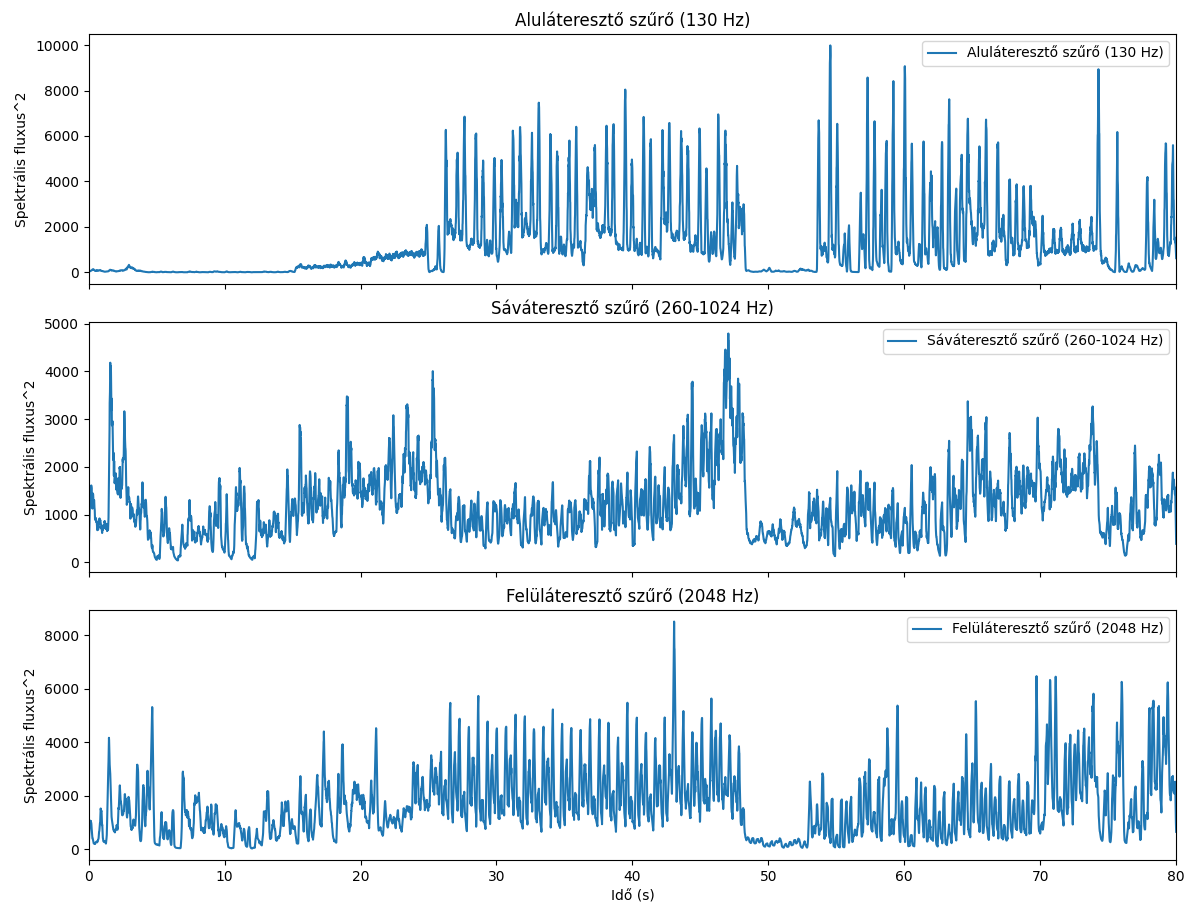 Aluláteresztő szűrő (130 Hz)
Aluláteresztő szűrő (130 Hz)
Spektrális fluxus^2
10000
8000
6000
4000
2000
0
Sáváteresztő szűrő (260-1024 Hz)
Sáváteresztő szűrő (260-1024 Hz)
Spektrális fluxus^2
5000
4000
3000
2000
1000
0
Felüláteresztő szűrő (2048 Hz)
Felüláteresztő szűrő (2048 Hz)
Spektrális fluxus^2
8000
6000
4000
2000
0
0 10 20 30 40 50 60 70 80
Idő (s)